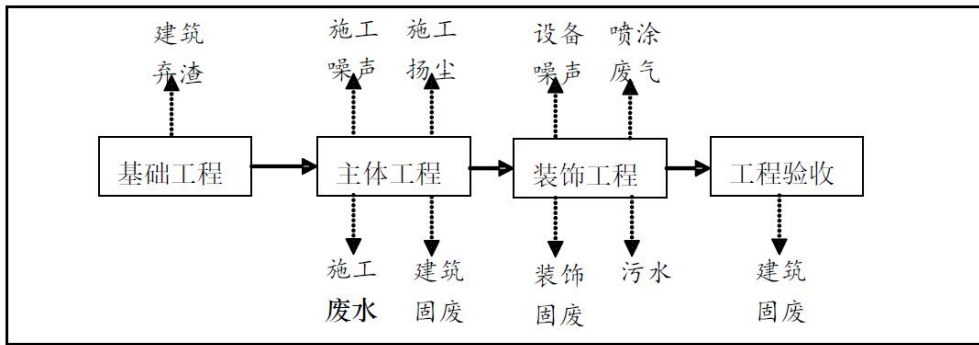 建筑
弃渣
施工
噪声
施工
扬尘
设备
噪声
喷涂
废气
基础工程
主体工程
装饰工程
工程验收
施工
废水
建筑
固废
装饰
固废
污水
建筑
固废